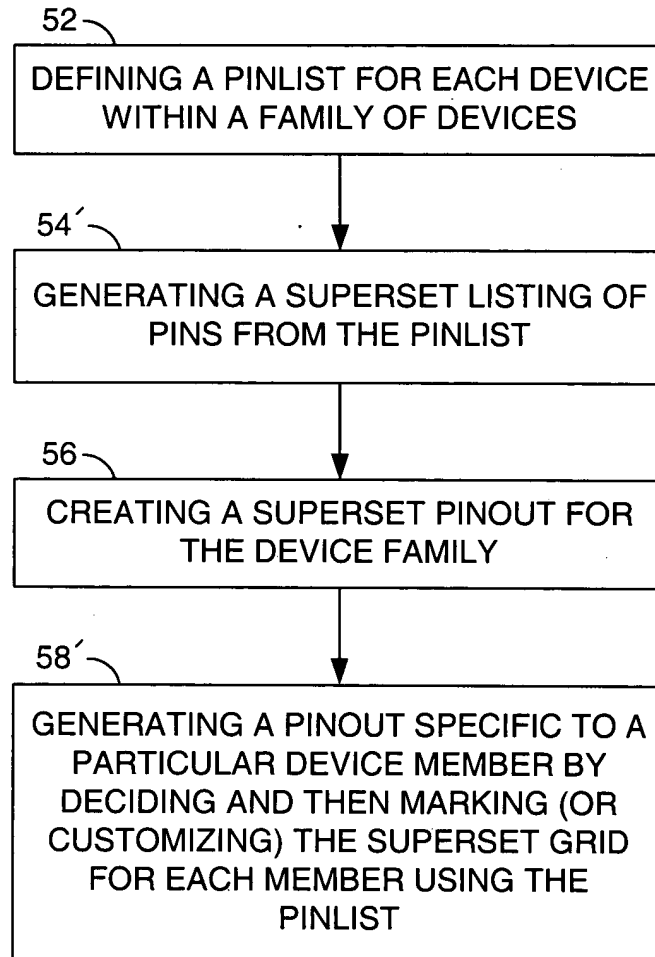 52
DEFINING A PINLIST FOR EACH DEVICE
WITHIN A FAMILY OF DEVICES
54′
GENERATING A SUPERSET LISTING OF
PINS FROM THE PINLIST
56
CREATING A SUPERSET PINOUT FOR
THE DEVICE FAMILY
58′
GENERATING A PINOUT SPECIFIC TO A
PARTICULAR DEVICE MEMBER BY
DECIDING AND THEN MARKING (OR
CUSTOMIZING) THE SUPERSET GRID
FOR EACH MEMBER USING THE
PINLIST